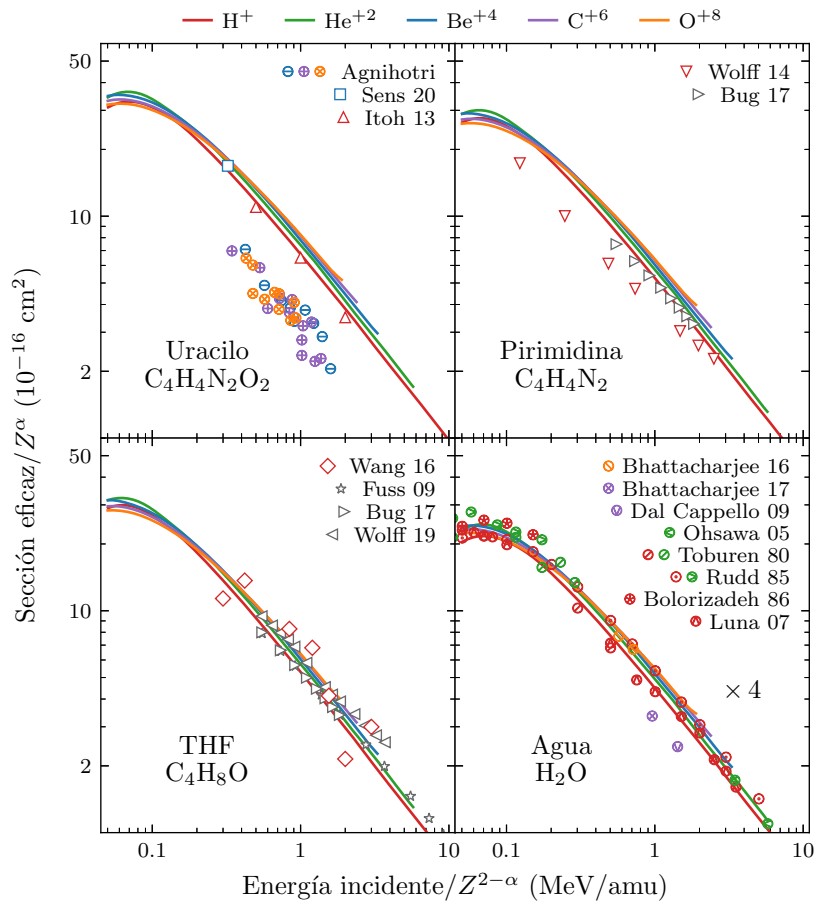 H+ He+2 Be+4 C+6 O+8
50
10
2
Agnihotri
Sens 20
Itoh 13
Uracilo
C4H4N2O2
Wolff 14
Bug 17
Pirimidina
C4H4N2
Sección eficaz/Z^α (10^−16 cm^2)
50
10
2
Wang 16
Fuss 09
Bug 17
Wolff 19
THF
C4H8O
Bhattacharjee 16
Bhattacharjee 17
Dal Cappello 09
Ohsawa 05
Toburen 80
Rudd 85
Bolorizadeh 86
Luna 07
× 4
Agua
H2O
0.1 1 10
0.1 1 10
Energía incidente/Z^2−α (MeV/amu)